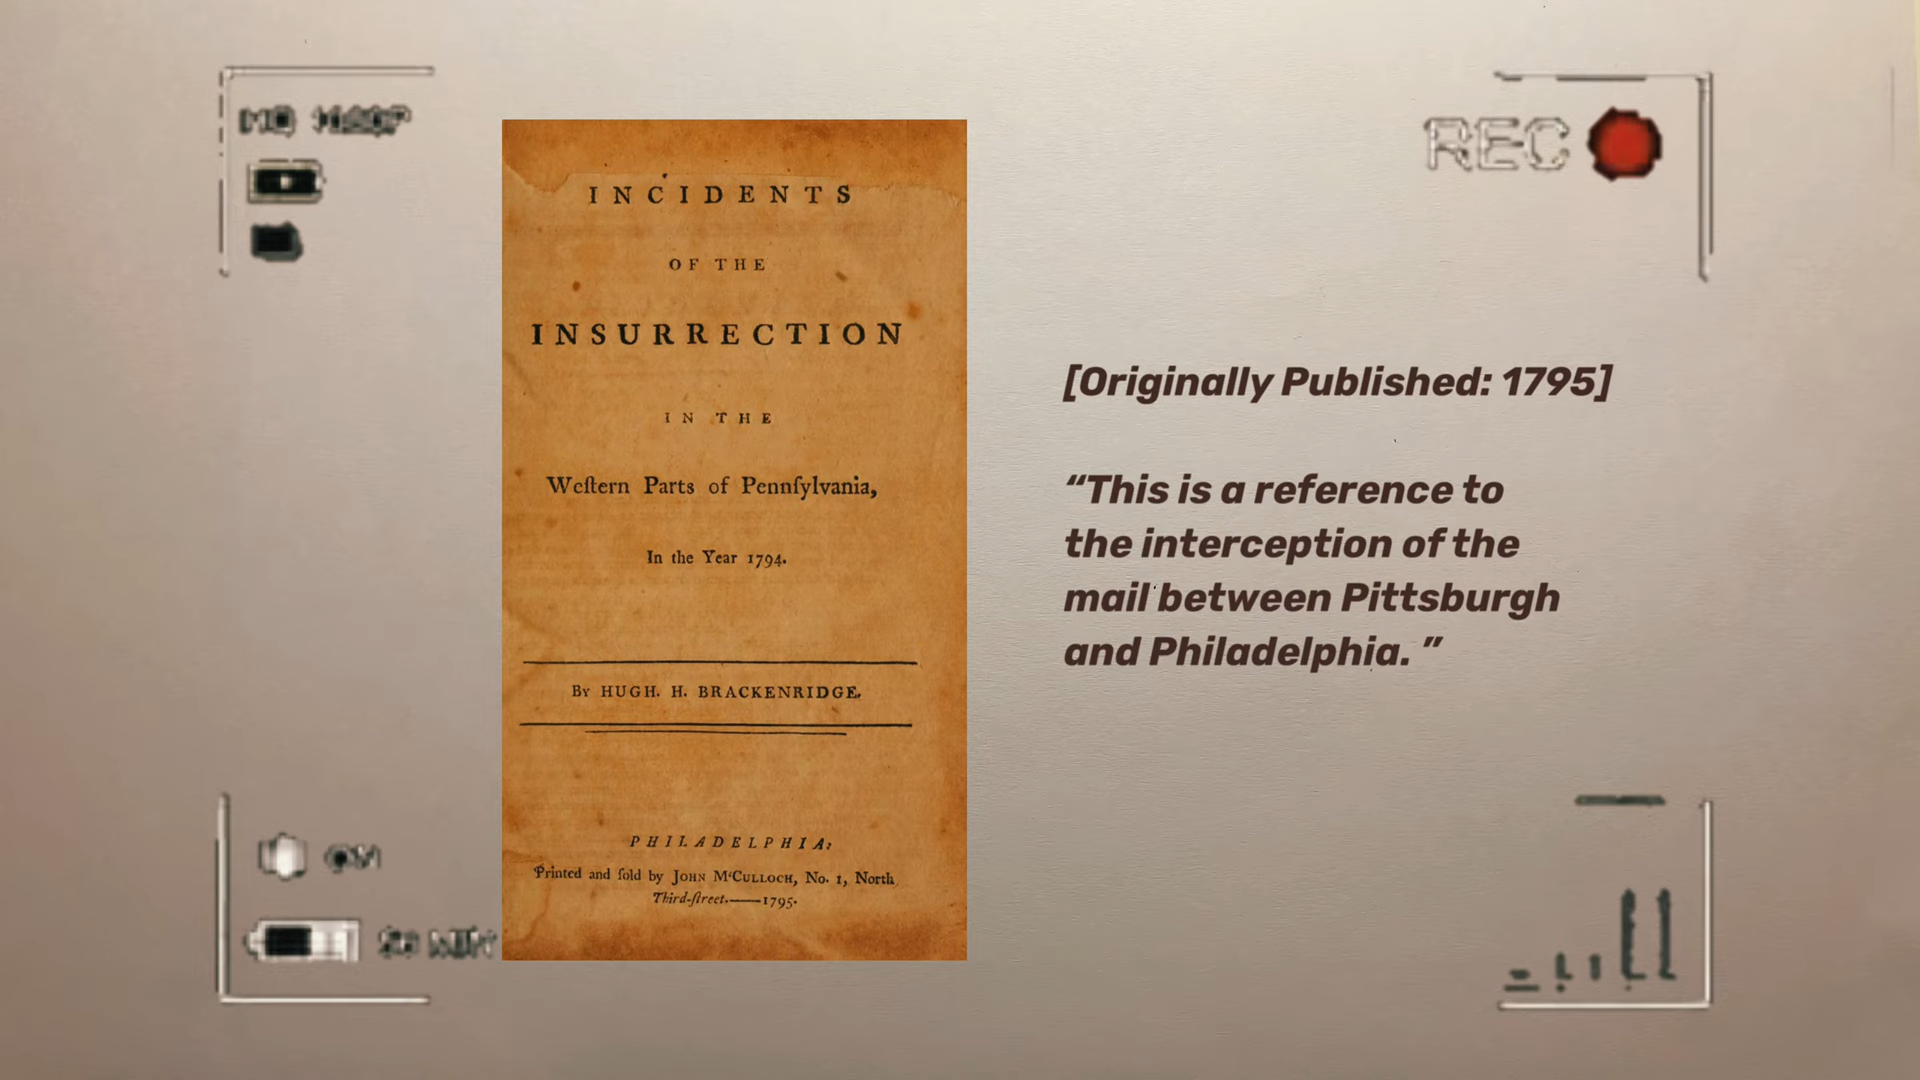 REC
INCIDENTS
OF THE
INSURRECTION
IN THE
Weſtern Parts of Pennſylvania,
In the Year 1794.
By HUGH. H. BRACKENRIDGE.
PHILADELPHIA:
Printed and ſold by JOHN M‘CULLOCH, No. 1, North
Third-ſtreet.——1795.
[Originally Published: 1795]
“This is a reference to
the interception of the
mail between Pittsburgh
and Philadelphia. ”